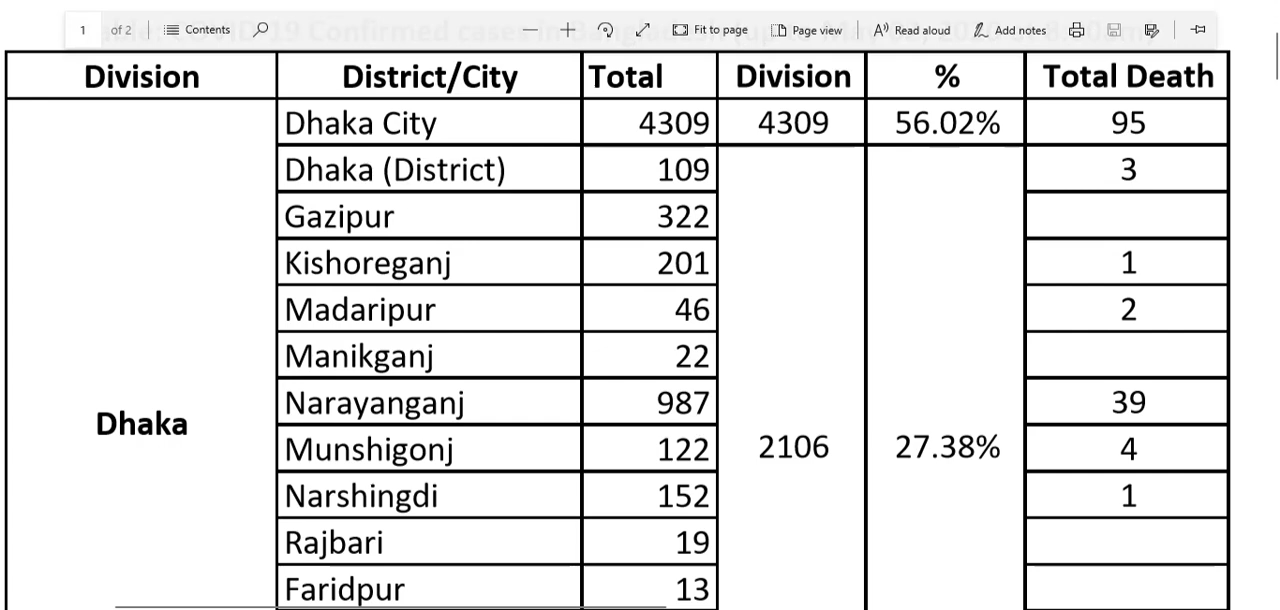 1 of 2 Contents Fit to page Page view Read aloud Add notes
Division District/City Total Division % Total Death
Dhaka City 4309 4309 56.02% 95
Dhaka (District) 109 3
Gazipur 322
Kishoreganj 201 1
Madaripur 46 2
Manikganj 22
Narayanganj 987 39
Dhaka
Munshigonj 122 2106 27.38% 4
Narshingdi 152 1
Rajbari 19
Faridpur 13